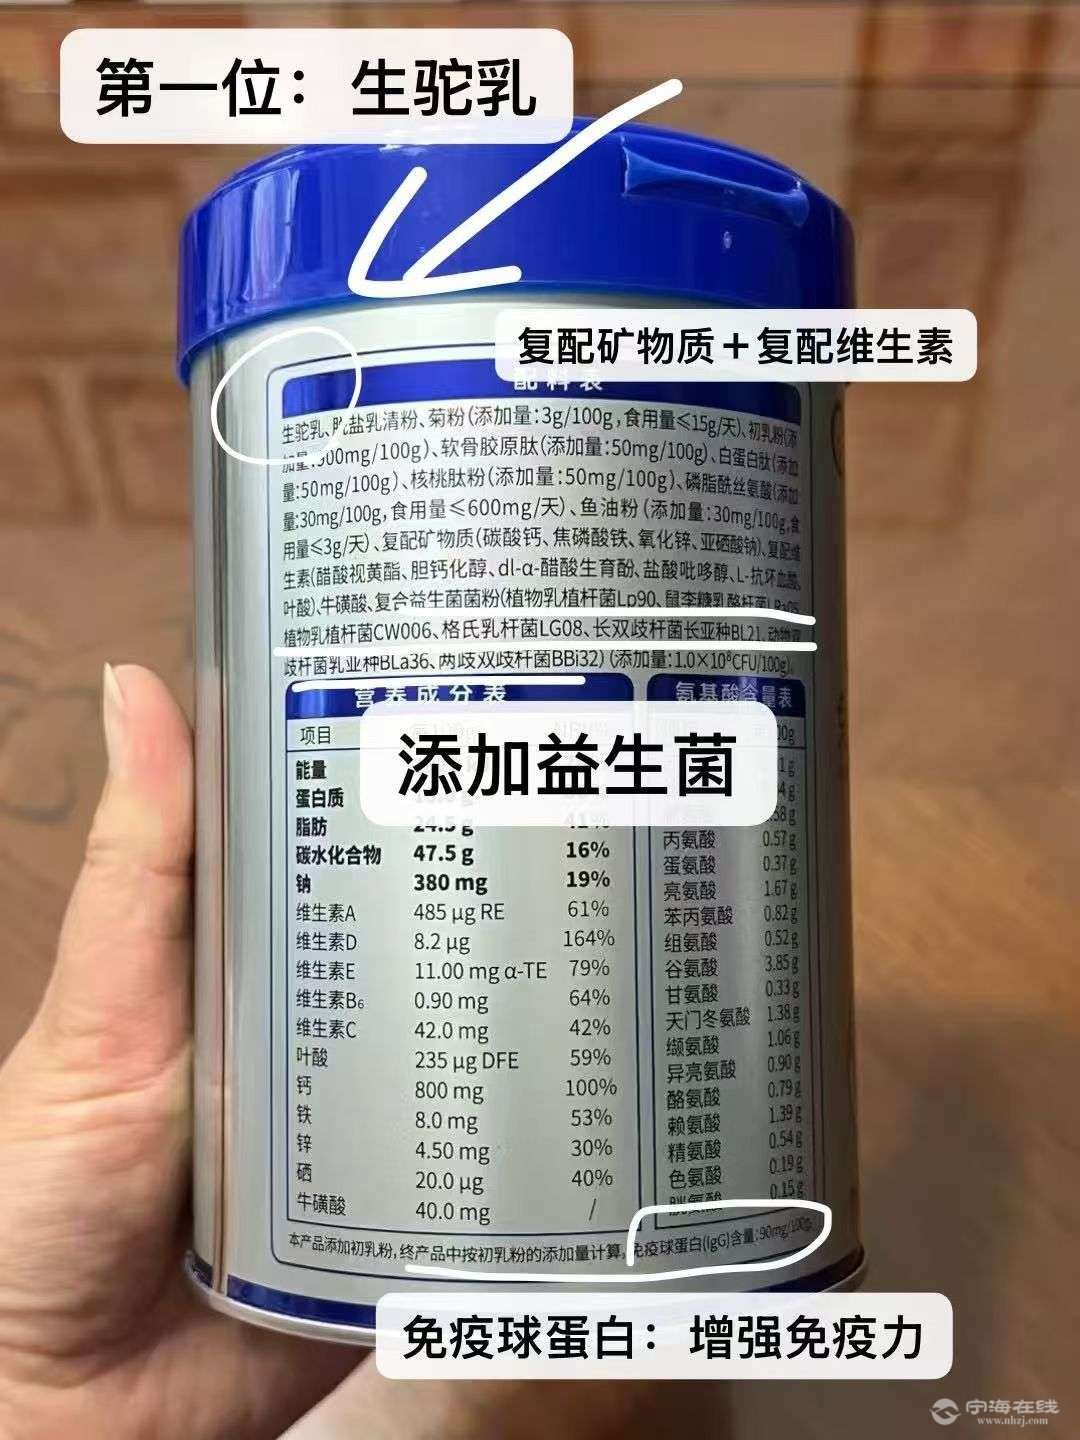 第一位：生驼乳
复配矿物质＋复配维生素
配料表
生驼乳、脱盐乳清粉、菊粉(添加量:3g/100g,食用量≤15g/天)、初乳粉(添
加量:500mg/100g)、软骨胶原肽(添加量:50mg/100g)、白蛋白肽(添加
量:50mg/100g)、核桃肽粉(添加量:50mg/100g)、磷脂酰丝氨酸(添加
量:30mg/100g,食用量≤600mg/天)、鱼油粉(添加量:30mg/100g,食
用量≤3g/天)、复配矿物质(碳酸钙、焦磷酸铁、氧化锌、亚硒酸钠)、复配维
生素(醋酸视黄酯、胆钙化醇、dl-α-醋酸生育酚、盐酸吡哆醇、L-抗坏血酸、
叶酸)、牛磺酸、复合益生菌菌粉(植物乳植杆菌Lp90、鼠李糖乳酪杆菌LRa05、
植物乳植杆菌CW006、格氏乳杆菌LG08、长双歧杆菌长亚种BL21、动物双
歧杆菌乳亚种BLa36、两歧双歧杆菌BBi32)(添加量:1.0×10⁸CFU/100g)。
营养成分表
氨基酸含量表
项目
添加益生菌
能量
蛋白质
脂肪 24.5 g 41%
碳水化合物 47.5 g 16%
钠 380 mg 19%
维生素A 485 μg RE 61%
维生素D 8.2 μg 164%
维生素E 11.00 mg α-TE 79%
维生素B₆ 0.90 mg 64%
维生素C 42.0 mg 42%
叶酸 235 μg DFE 59%
钙 800 mg 100%
铁 8.0 mg 53%
锌 4.50 mg 30%
硒 20.0 μg 40%
牛磺酸 40.0 mg /
丙氨酸 0.57 g
蛋氨酸 0.37 g
亮氨酸 1.67 g
苯丙氨酸 0.82 g
组氨酸 0.52 g
谷氨酸 3.85 g
甘氨酸 0.33 g
天门冬氨酸 1.38 g
缬氨酸 1.06 g
异亮氨酸 0.90 g
酪氨酸 0.79 g
赖氨酸 1.39 g
精氨酸 0.54 g
色氨酸 0.19 g
胱氨酸 0.15 g
本产品添加初乳粉,终产品中按初乳粉的添加量计算,免疫球蛋白(IgG)含量:90mg/100g。
免疫球蛋白：增强免疫力
宁海在线
www.nhzj.com